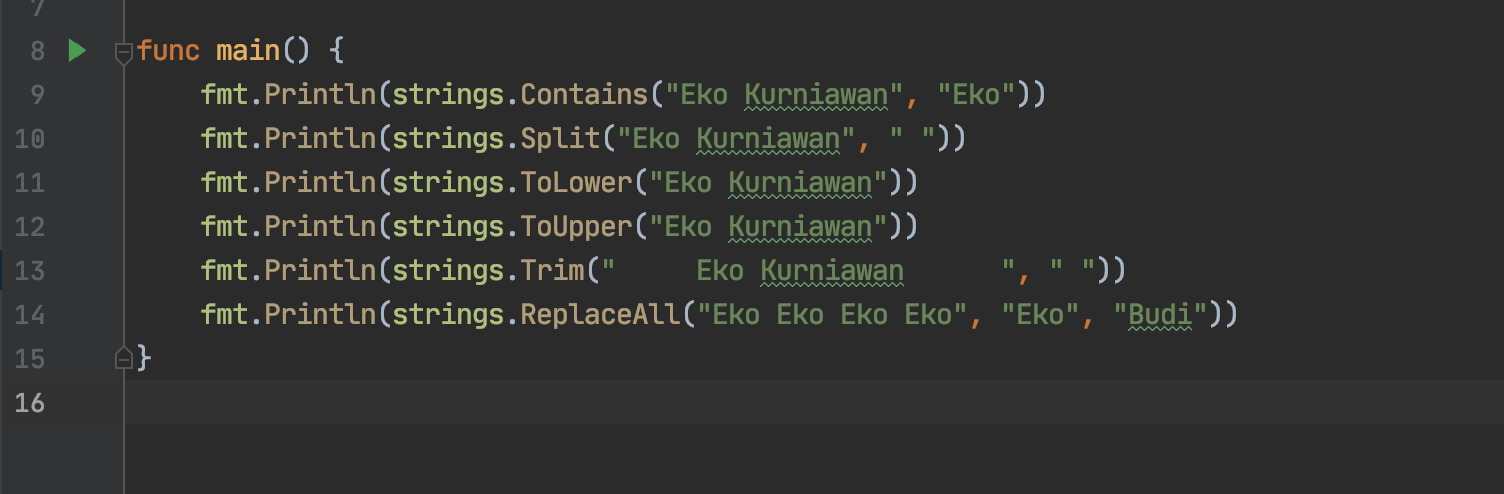 7
8 func main() {
9 fmt.Println(strings.Contains("Eko Kurniawan", "Eko"))
10 fmt.Println(strings.Split("Eko Kurniawan", " "))
11 fmt.Println(strings.ToLower("Eko Kurniawan"))
12 fmt.Println(strings.ToUpper("Eko Kurniawan"))
13 fmt.Println(strings.Trim("     Eko Kurniawan      ", " "))
14 fmt.Println(strings.ReplaceAll("Eko Eko Eko Eko", "Eko", "Budi"))
15 }
16